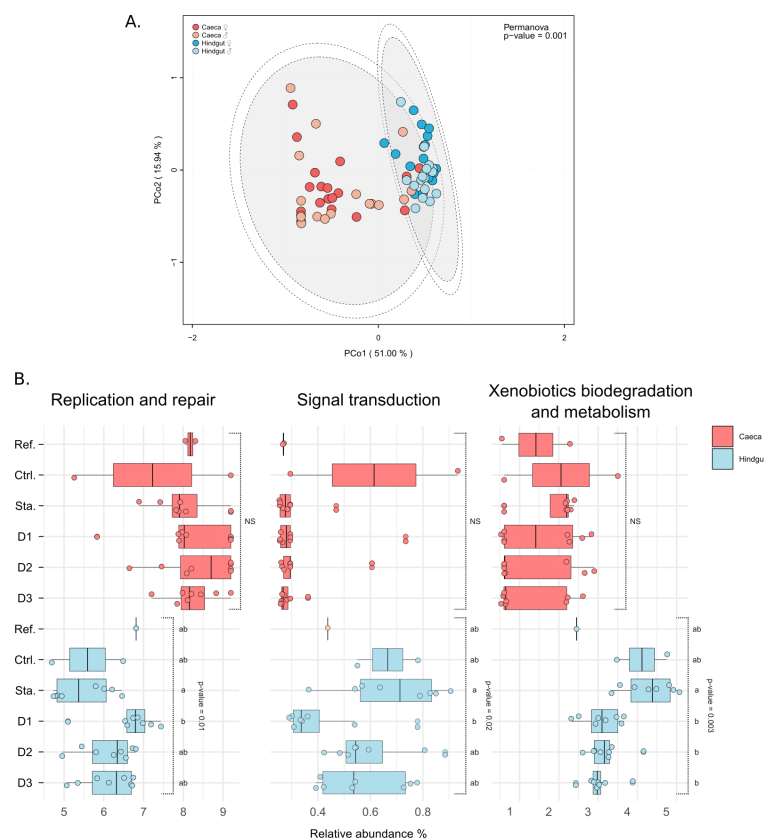 A.
Caeca ♀
Caeca ♂
Hindgut ♀
Hindgut ♂
Permanova
p−value = 0.001
PCo2 ( 15.94 % )
1
0
−1
−2
0
2
PCo1 ( 51.00 % )
B.
Replication and repair
Signal transduction
Xenobiotics biodegradation
and metabolism
Caeca
Hindgu
Ref.
Ctrl.
Sta.
D1
D2
D3
NS
NS
NS
Ref.
Ctrl.
Sta.
D1
D2
D3
ab
ab
a
b
ab
ab
p-value = 0.01
ab
ab
a
b
ab
ab
p-value = 0.02
ab
ab
a
b
b
b
p-value = 0.003
5 6 7 8 9
0.4 0.6 0.8
1 2 3 4 5
Relative abundance %